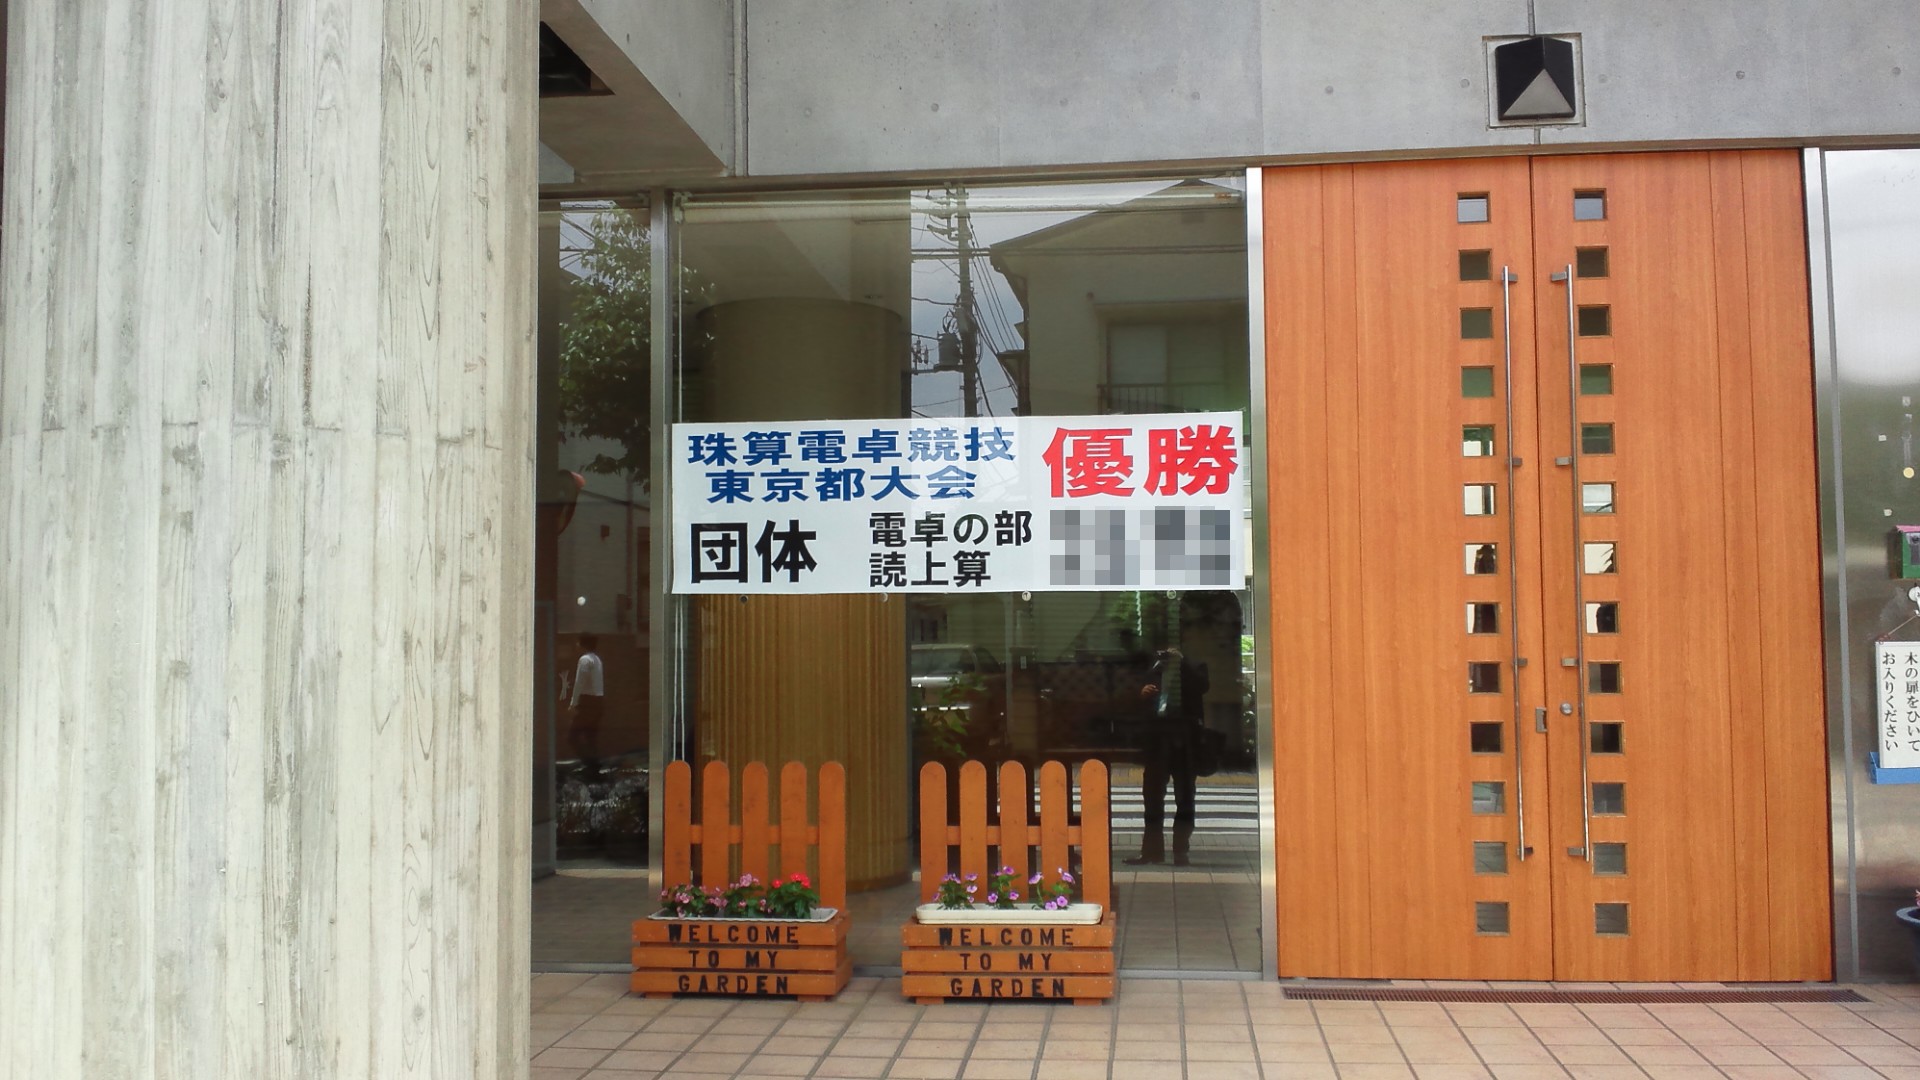 珠算電卓競技
東京都大会
優勝
団体
電卓の部
読上算
WELCOME
TO MY
GARDEN
WELCOME
TO MY
GARDEN
木の扉をひいて
お入りください